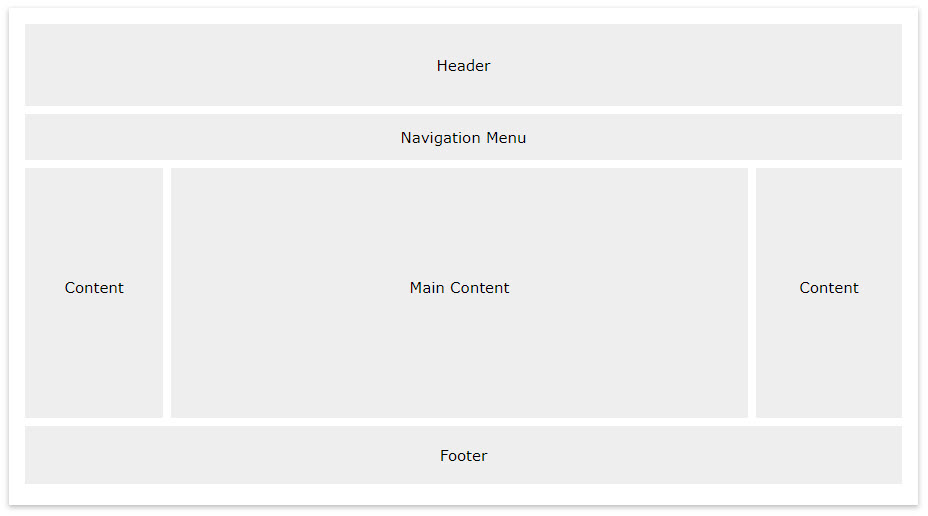 Header
Navigation Menu
Content
Main Content
Content
Footer